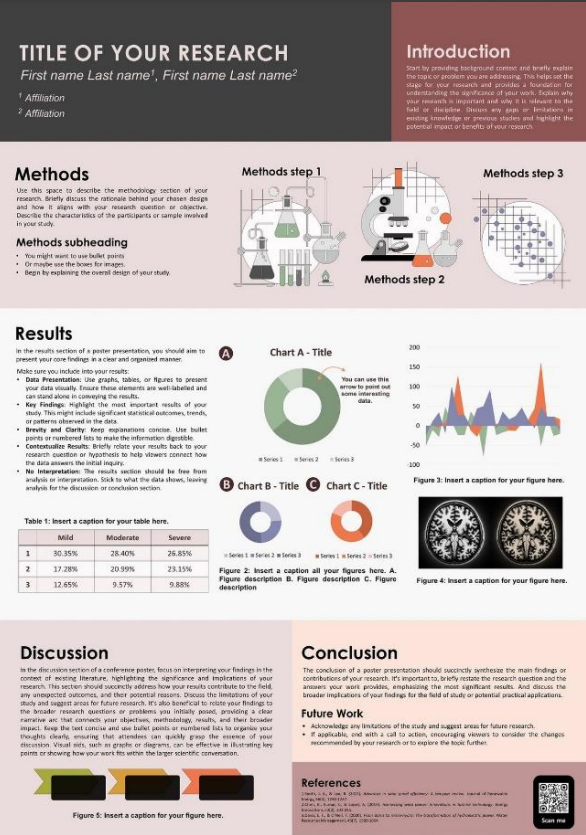 TITLE OF YOUR RESEARCH
First name Last name¹, First name Last name²
¹ Affiliation
² Affiliation
Introduction
Start by providing background context and briefly explain
the topic or problem you are addressing. This helps set the
stage for your research and provides a foundation for
understanding the significance of your work. Explain why
your research is important and why it is relevant to the
field or discipline. Discuss any gaps or limitations in
existing knowledge or previous studies and highlight the
potential impact or benefits of your research.
Methods
Use this space to describe the methodology section of your
research. Briefly discuss the rationale behind your chosen design
and how it aligns with your research question or objective.
Describe the characteristics of the participants or sample involved
in your study.
Methods subheading
• You might want to use bullet points
• Or maybe use the boxes for images.
• Begin by explaining the overall design of your study.
Methods step 1
Methods step 2
Methods step 3
Results
In the results section of a poster presentation, you should aim to
present your core findings in a clear and organized manner.
Make sure you include into your results:
• Data Presentation: Use graphs, tables, or figures to present
your data visually. Ensure these elements are well-labelled and
can stand alone in conveying the results.
• Key Findings: Highlight the most important results of your
study. This might include significant statistical outcomes, trends,
or patterns observed in the data.
• Brevity and Clarity: Keep explanations concise. Use bullet
points or numbered lists to make the information digestible.
• Contextualize Results: Briefly relate your results back to your
research question or hypothesis to help viewers connect how
the data answers the initial inquiry.
• No Interpretation: The results section should be free from
analysis or interpretation. Stick to what the data shows, leaving
analysis for the discussion or conclusion section.
Table 1: Insert a caption for your table here.
Mild Moderate Severe
1 30.35% 28.40% 26.85%
2 17.28% 20.99% 23.15%
3 12.65% 9.57% 9.88%
A
Chart A - Title
You can use this
arrow to point out
some interesting
data.
Series 1 Series 2 Series 3
B Chart B - Title
C Chart C - Title
Series 1 Series 2 Series 3
Series 1 Series 2 Series 3
Figure 2: Insert a caption all your figures here. A.
Figure description B. Figure description C. Figure
description
200
150
100
50
0
-50
-100
Figure 3: Insert a caption for your figure here.
Figure 4: Insert a caption for your figure here.
Discussion
In the discussion section of a conference poster, focus on interpreting your findings in the
context of existing literature, highlighting the significance and implications of your
research. This section should succinctly address how your results contribute to the field,
any unexpected outcomes, and their potential reasons. Discuss the limitations of your
study and suggest areas for future research. It's also beneficial to relate your findings to
the broader research questions or problems you initially posed, providing a clear
narrative arc that connects your objectives, methodology, results, and their broader
impact. Keep the text concise and use bullet points or numbered lists to organize your
thoughts clearly, ensuring that attendees can quickly grasp the essence of your
discussion. Visual aids, such as graphs or diagrams, can be effective in illustrating key
points or showing how your work fits within the larger scientific conversation.
Figure 5: Insert a caption for your figure here.
Conclusion
The conclusion of a poster presentation should succinctly synthesize the main findings or
contributions of your research. It's important to, briefly restate the research question and the
answers your work provides, emphasizing the most significant results. And discuss the
broader implications of your findings for the field of study or potential practical applications.
Future Work
• Acknowledge any limitations of the study and suggest areas for future research.
• If applicable, end with a call to action, encouraging viewers to consider the changes
recommended by your research or to explore the topic further.
References
Scan me